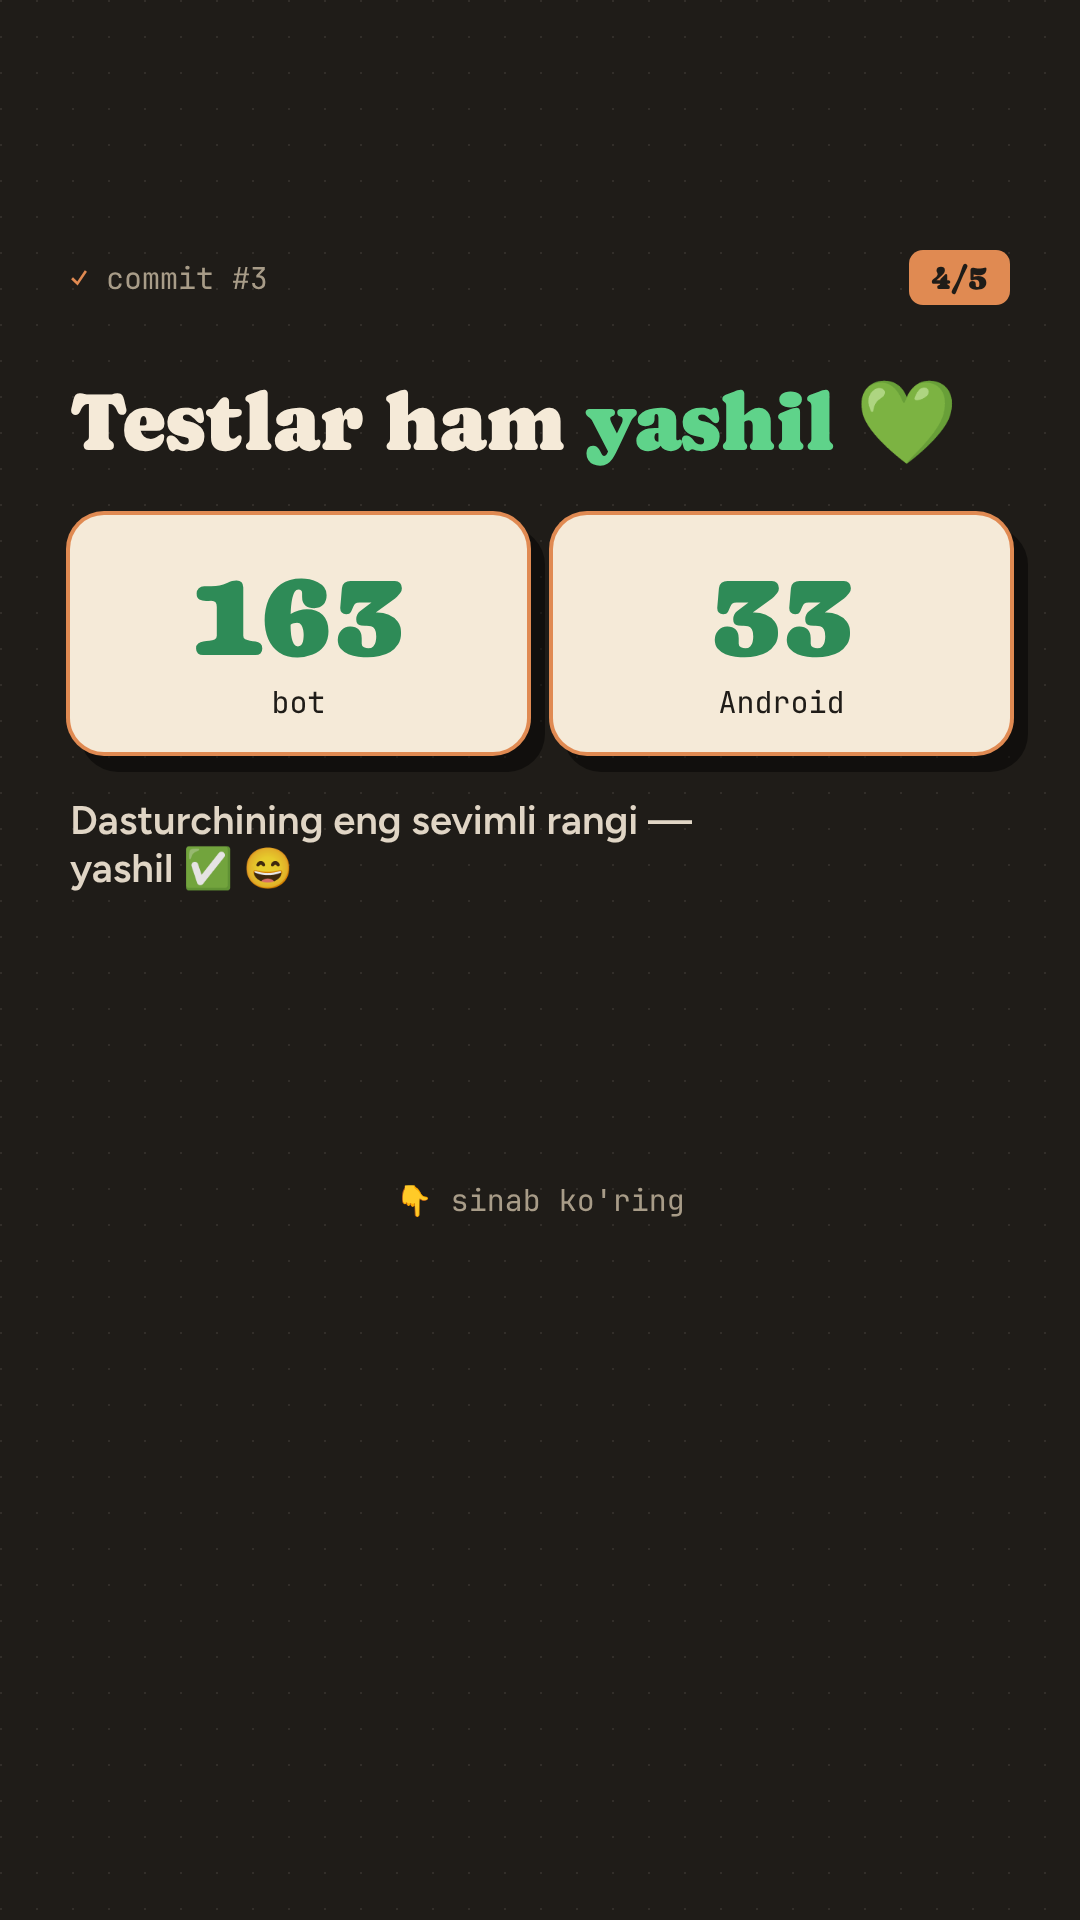 ✓ commit #3
4/5
Testlar ham yashil 💚
163
bot
33
Android
Dasturchining eng sevimli rangi —
yashil ✅ 😄
👇 sinab ko'ring